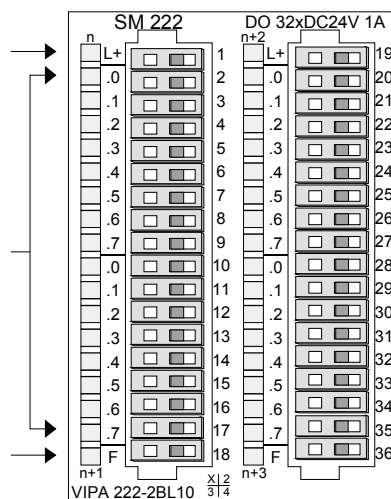 SM 222 DO 32xDC24V 1A
n n+2
L+ 1 L+ 19
.0 2 .0 20
.1 3 .1 21
.2 4 .2 22
.3 5 .3 23
.4 6 .4 24
.5 7 .5 25
.6 8 .6 26
.7 9 .7 27
.0 10 .0 28
.1 11 .1 29
.2 12 .2 30
.3 13 .3 31
.4 14 .4 32
.5 15 .5 33
.6 16 .6 34
.7 17 .7 35
F 18 F 36
n+1 n+3
VIPA 222-2BL10 X 2
3 4